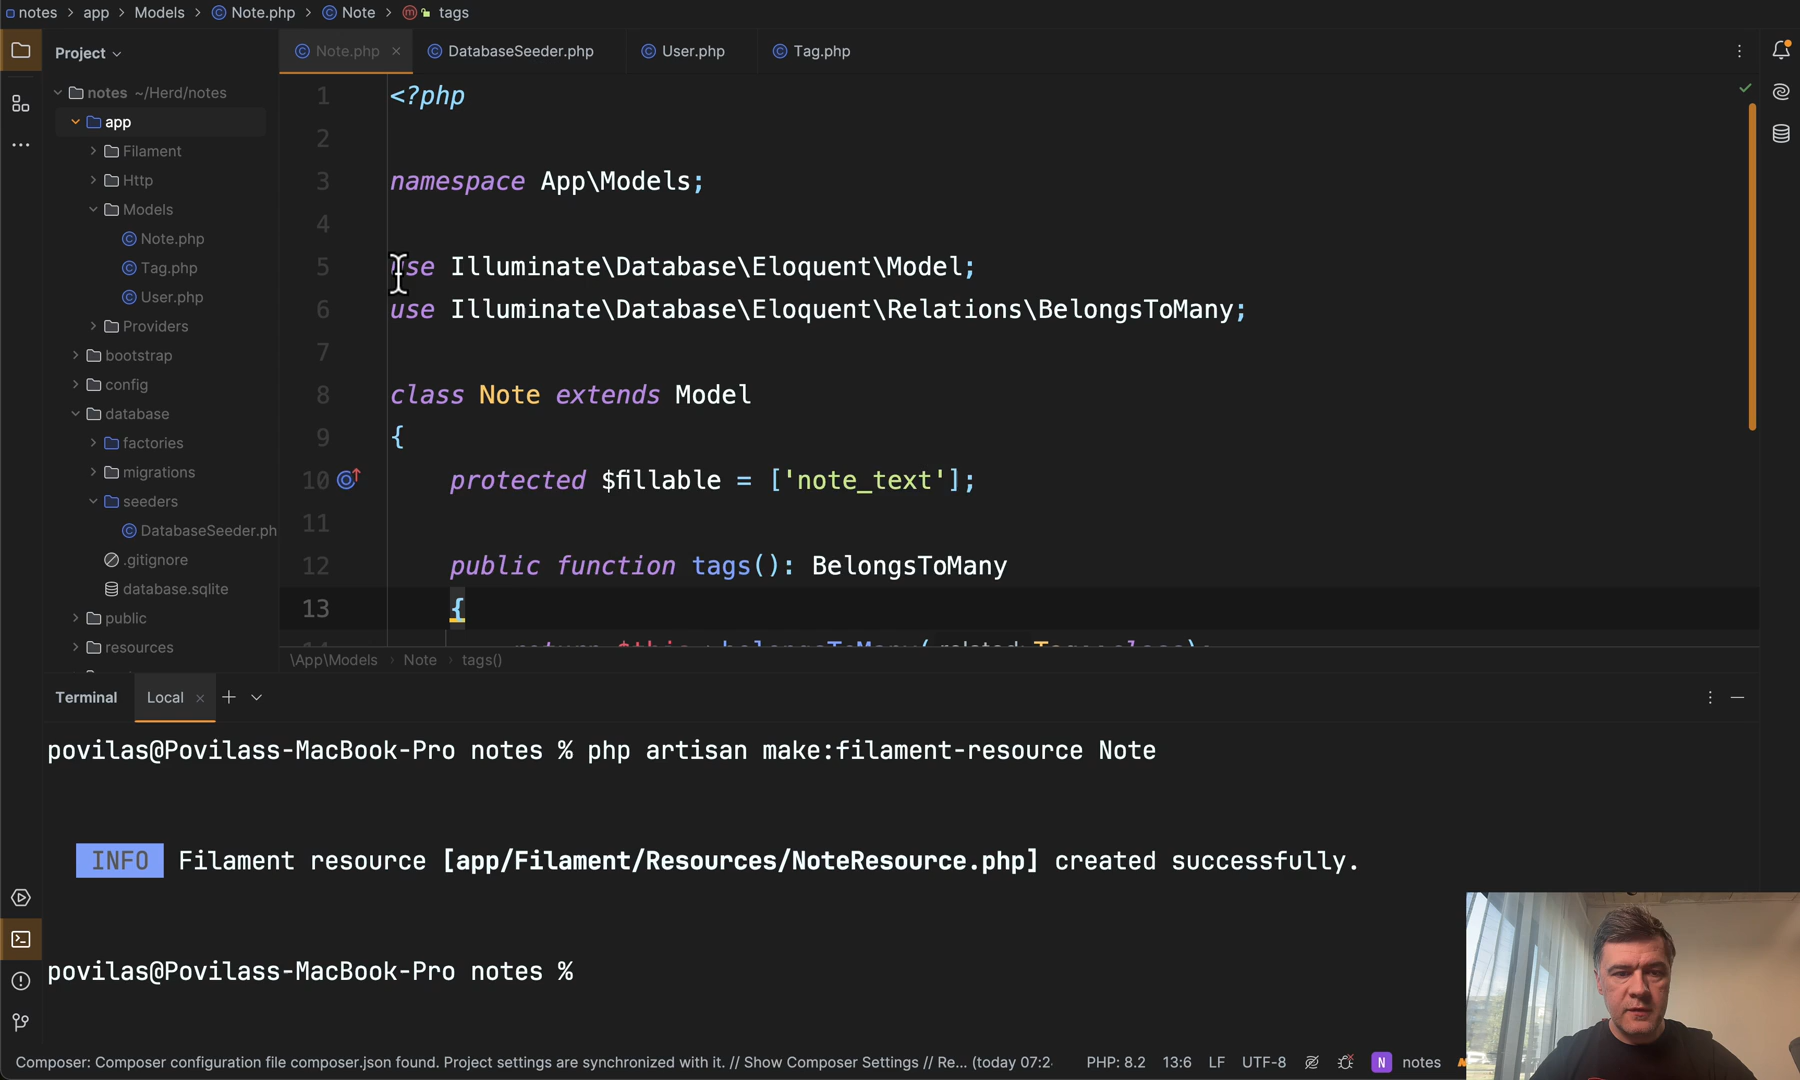 notes > app > Models > Note.php > Note > tags
Project
Note.php
DatabaseSeeder.php
User.php
Tag.php
notes ~/Herd/notes
app
Filament
Http
Models
Note.php
Tag.php
User.php
Providers
bootstrap
config
database
factories
migrations
seeders
DatabaseSeeder.ph
.gitignore
database.sqlite
public
resources
1 <?php
2
3 namespace App\Models;
4
5 use Illuminate\Database\Eloquent\Model;
6 use Illuminate\Database\Eloquent\Relations\BelongsToMany;
7
8 class Note extends Model
9 {
10 protected $fillable = ['note_text'];
11
12 public function tags(): BelongsToMany
13 {
\App\Models > Note > tags()
Terminal Local
povilas@Povilass-MacBook-Pro notes % php artisan make:filament-resource Note
INFO Filament resource [app/Filament/Resources/NoteResource.php] created successfully.
povilas@Povilass-MacBook-Pro notes %
Composer: Composer configuration file composer.json found. Project settings are synchronized with it. // Show Composer Settings // Re... (today 07:2 PHP: 8.2 13:6 LF UTF-8 N notes